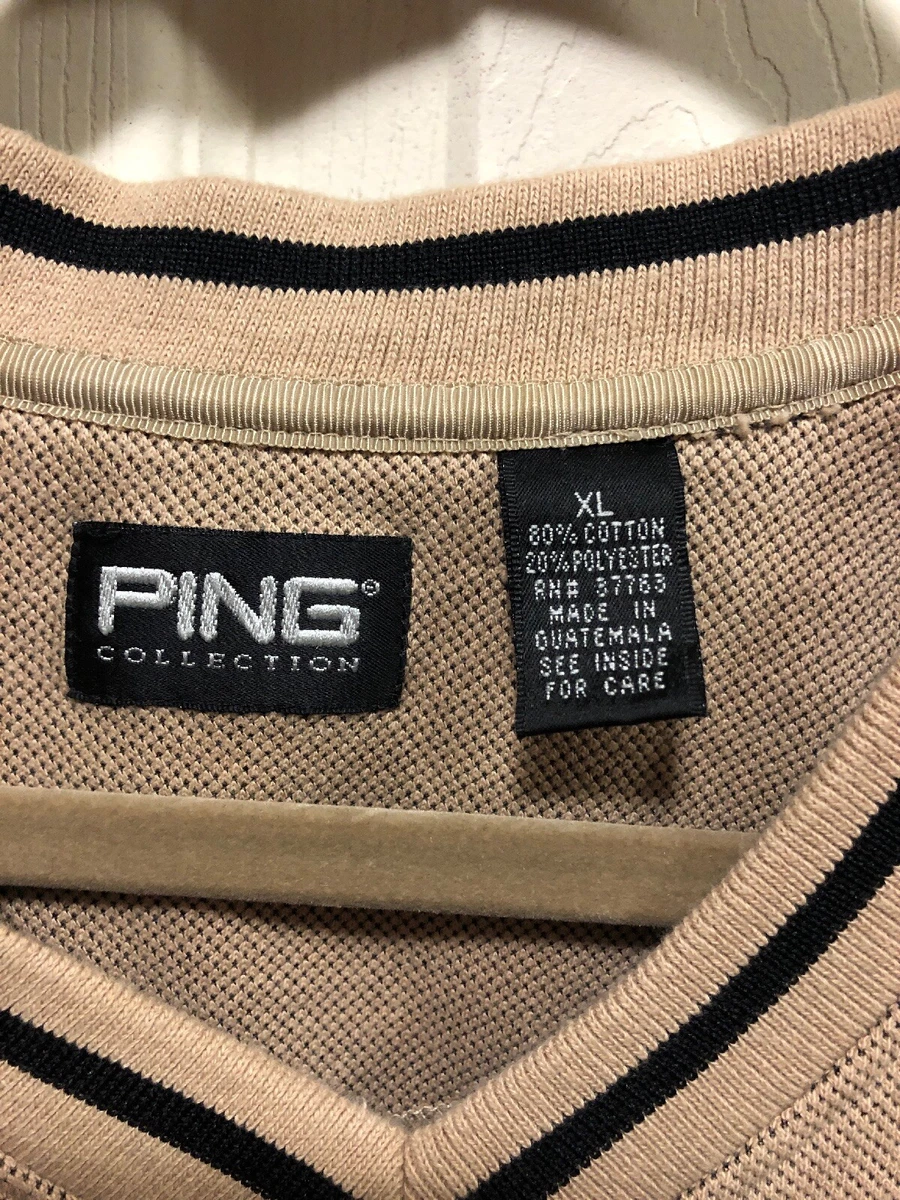 PING®
COLLECTION
XL
80% COTTON
20% POLYESTER
RN# 37763
MADE IN
GUATEMALA
SEE INSIDE
FOR CARE